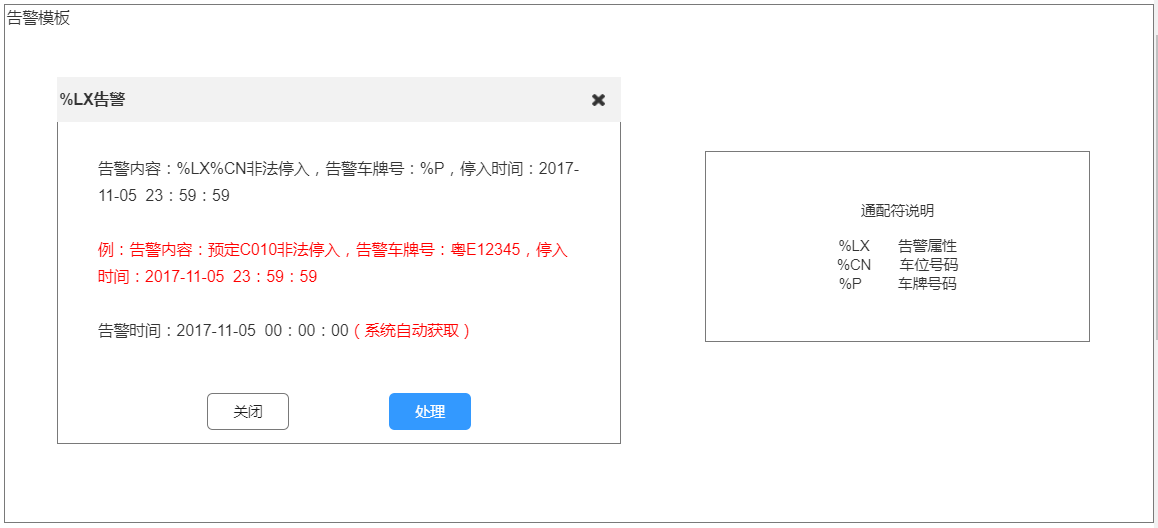 告警模板
%LX告警
告警内容：%LX%CN非法停入，告警车牌号：%P，停入时间：2017-
11-05  23：59：59
例：告警内容：预定C010非法停入，告警车牌号：粤E12345，停入
时间：2017-11-05  23：59：59
告警时间：2017-11-05  00：00：00（系统自动获取）
关闭
处理
通配符说明
%LX 告警属性
%CN 车位号码
%P 车牌号码